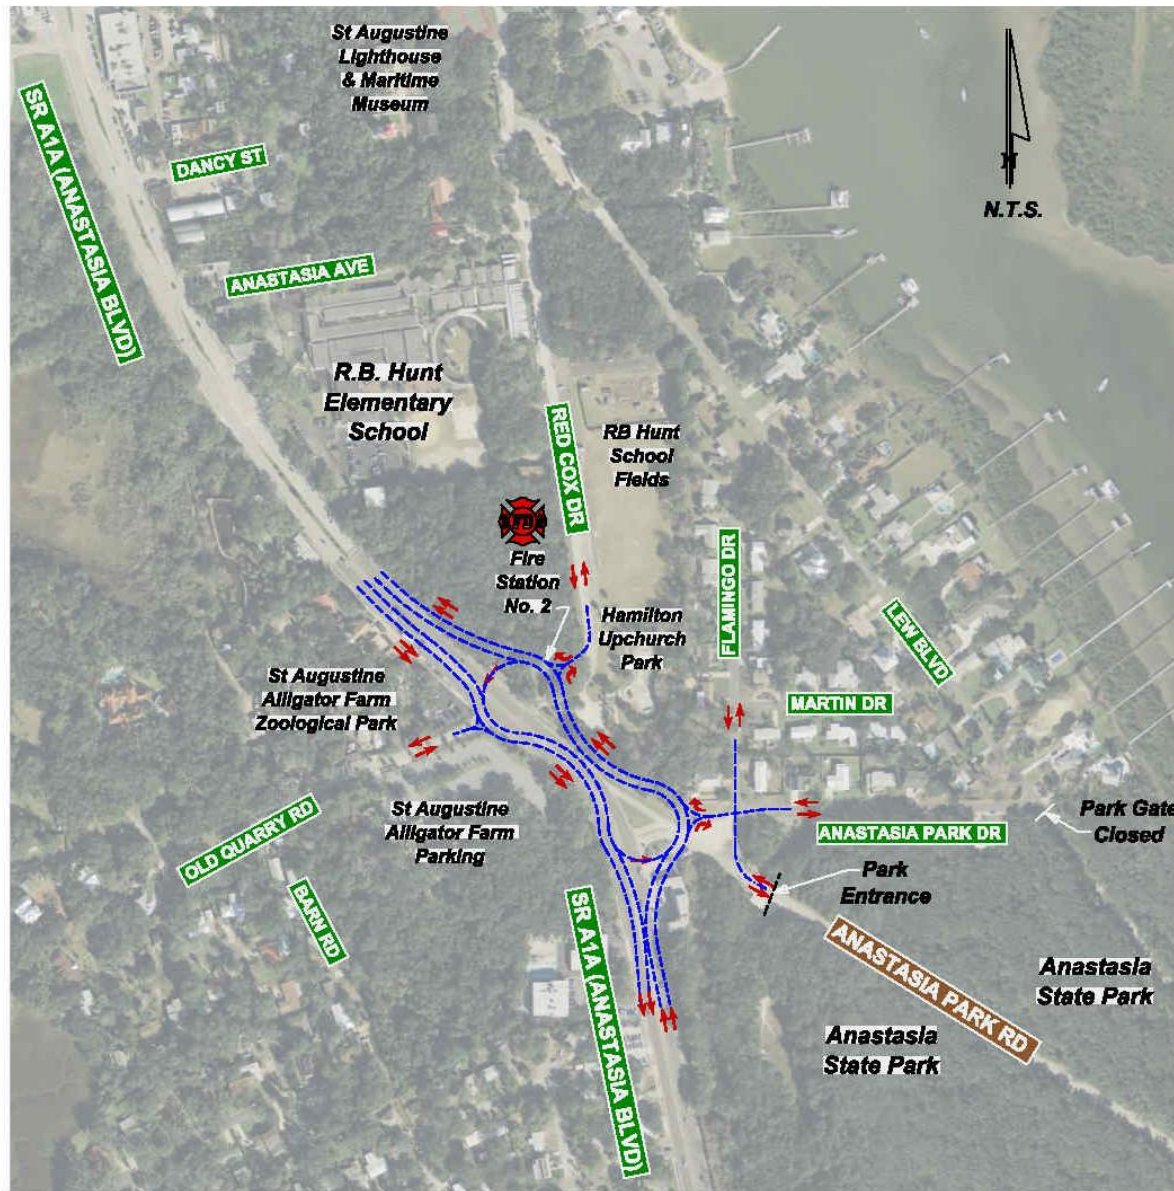 St Augustine
Lighthouse
& Maritime
Museum
SR A1A (ANASTASIA BLVD)
DANCY ST
N
N.T.S.
ANASTASIA AVE
R.B. Hunt
Elementary
School
RED COX DR
RB Hunt
School
Fields
FD
Fire
Station
No. 2
Hamilton
Upchurch
Park
FLAMINGO DR
LEW BLVD
St Augustine
Alligator Farm
Zoological Park
MARTIN DR
St Augustine
Alligator Farm
Parking
OLD QUARRY RD
BARN RD
ANASTASIA PARK DR
Park Gate
Closed
Park
Entrance
SR A1A (ANASTASIA BLVD)
ANASTASIA PARK RD
Anastasia
State Park
Anastasia
State Park